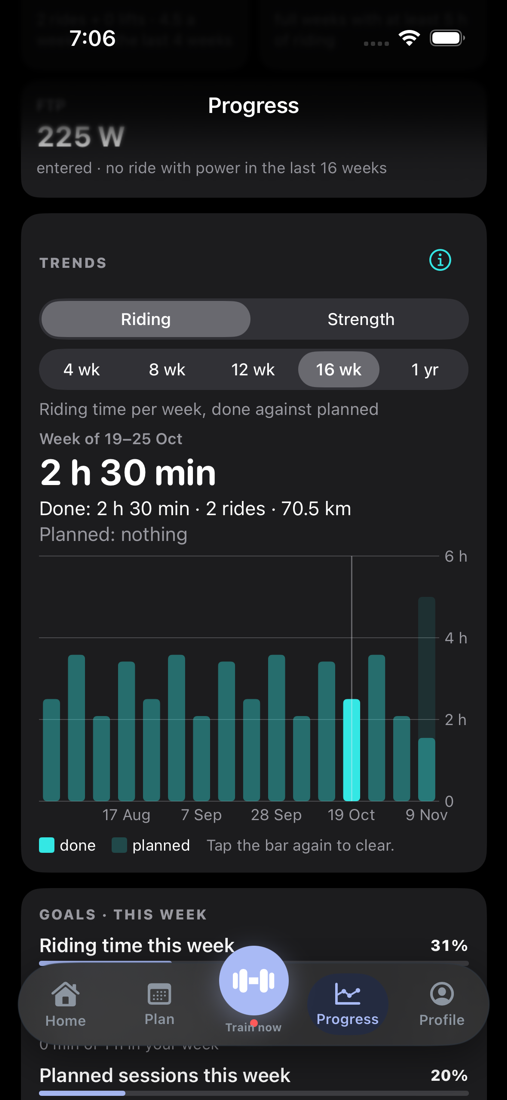 7:06
Progress
FTP
225 W
entered · no ride with power in the last 16 weeks
TRENDS
Riding
Strength
4 wk
8 wk
12 wk
16 wk
1 yr
Riding time per week, done against planned
Week of 19–25 Oct
2 h 30 min
Done: 2 h 30 min · 2 rides · 70.5 km
Planned: nothing
6 h
4 h
2 h
0
17 Aug
7 Sep
28 Sep
19 Oct
9 Nov
done
planned
Tap the bar again to clear.
GOALS · THIS WEEK
Riding time this week
31%
Home
Plan
Train now
Progress
Profile
Planned sessions this week
20%